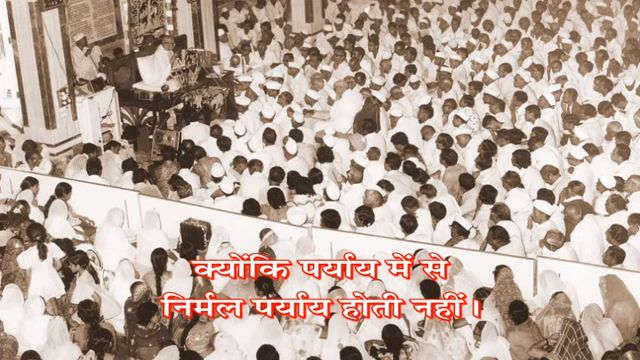 क्योंकि पर्याय में से
निर्मल पर्याय होती नहीं।